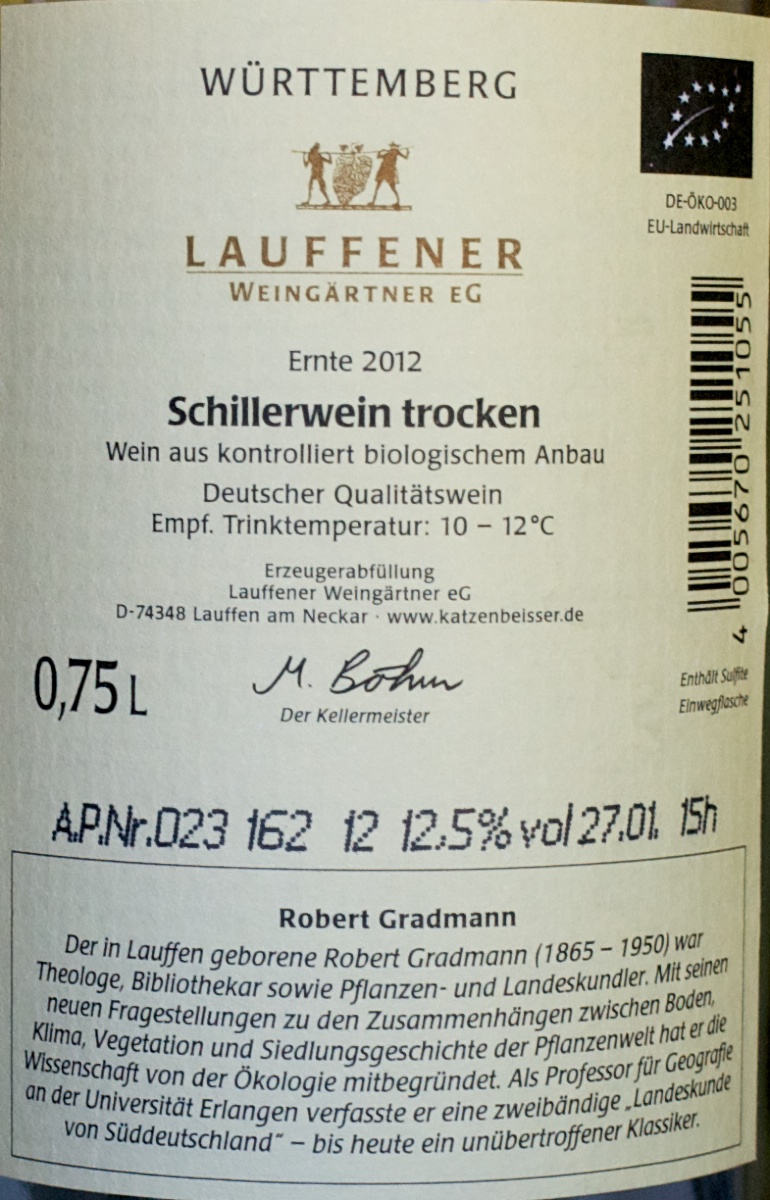 WÜRTTEMBERG
LAUFFENER
WEINGÄRTNER EG
DE-ÖKO-003
EU-Landwirtschaft
Ernte 2012
Schillerwein trocken
Wein aus kontrolliert biologischem Anbau
Deutscher Qualitätswein
Empf. Trinktemperatur: 10 – 12°C
Erzeugerabfüllung
Lauffener Weingärtner eG
D-74348 Lauffen am Neckar · www.katzenbeisser.de
4 005670 251055
0,75 L
M. Böhm
Der Kellermeister
Enthält Sulfite
Einwegflasche
A.P.Nr.023 162 12 12,5% vol 27.01. 15h
Robert Gradmann
Der in Lauffen geborene Robert Gradmann (1865 – 1950) war
Theologe, Bibliothekar sowie Pflanzen- und Landeskundler. Mit seinen
neuen Fragestellungen zu den Zusammenhängen zwischen Boden,
Klima, Vegetation und Siedlungsgeschichte der Pflanzenwelt hat er die
Wissenschaft von der Ökologie mitbegründet. Als Professor für Geografie
an der Universität Erlangen verfasste er eine zweibändige „Landeskunde
von Süddeutschland“ – bis heute ein unübertroffener Klassiker.